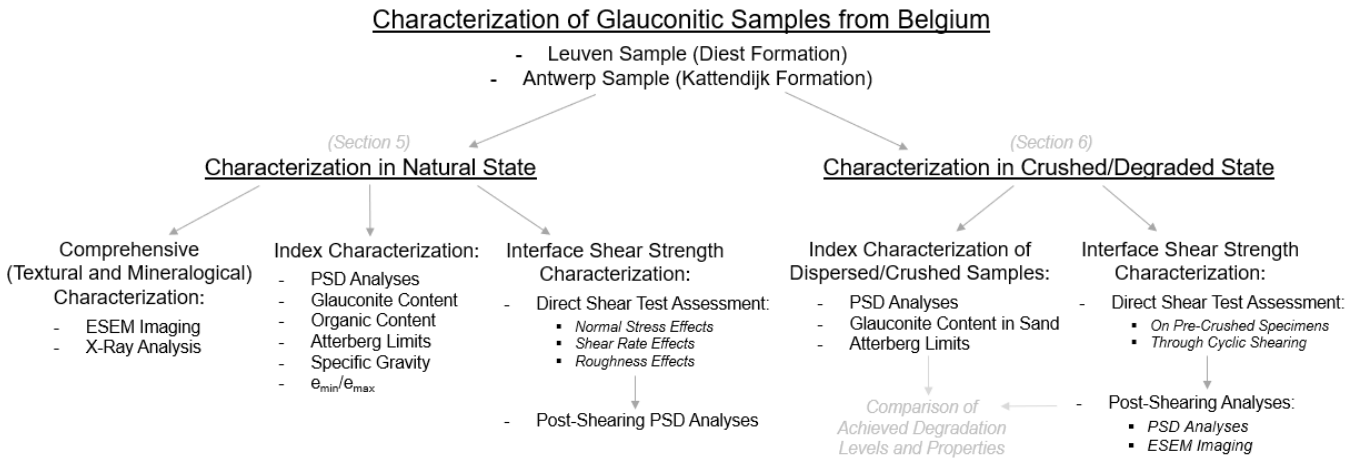 Characterization of Glauconitic Samples from Belgium
- Leuven Sample (Diest Formation)
- Antwerp Sample (Kattendijk Formation)
(Section 5)
Characterization in Natural State
Comprehensive
(Textural and Mineralogical)
Characterization:
- ESEM Imaging
- X-Ray Analysis
Index Characterization:
- PSD Analyses
- Glauconite Content
- Organic Content
- Atterberg Limits
- Specific Gravity
- emin/emax
Interface Shear Strength
Characterization:
- Direct Shear Test Assessment:
▪ Normal Stress Effects
▪ Shear Rate Effects
▪ Roughness Effects
- Post-Shearing PSD Analyses
(Section 6)
Characterization in Crushed/Degraded State
Index Characterization of
Dispersed/Crushed Samples:
- PSD Analyses
- Glauconite Content in Sand
- Atterberg Limits
Comparison of
Achieved Degradation
Levels and Properties
Interface Shear Strength
Characterization:
- Direct Shear Test Assessment:
▪ On Pre-Crushed Specimens
▪ Through Cyclic Shearing
- Post-Shearing Analyses:
▪ PSD Analyses
▪ ESEM Imaging